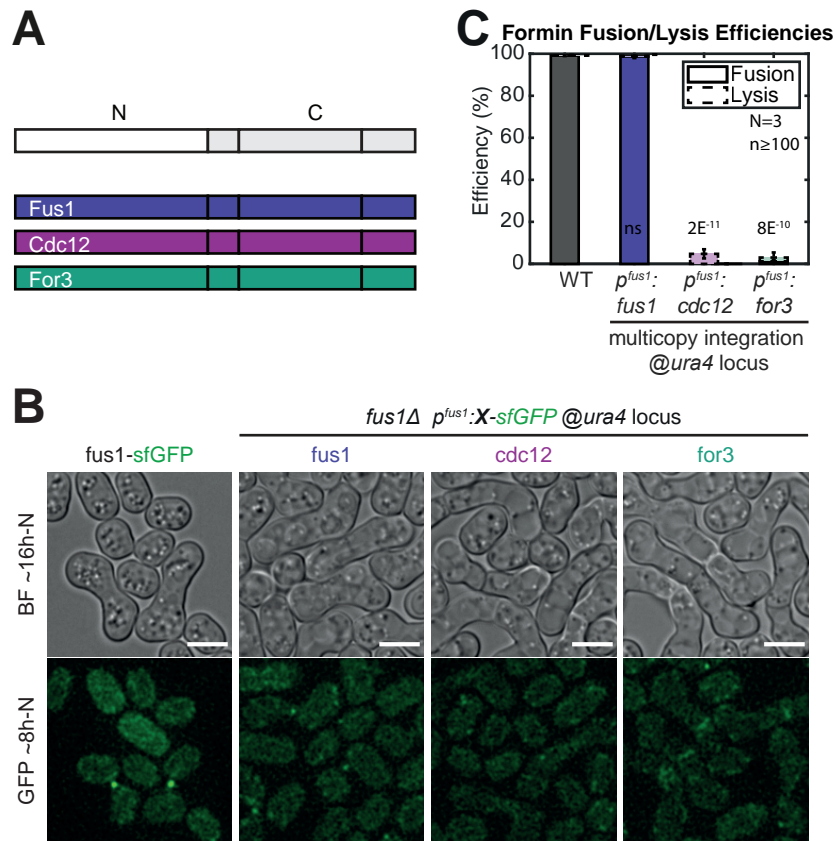 A
N C
Fus1
Cdc12
For3
C Formin Fusion/Lysis Efficiencies
Efficiency (%)
100
80
60
40
20
0
Fusion
Lysis
N=3
n≥100
ns
2E-11
8E-10
WT
pfus1:
fus1
pfus1:
cdc12
pfus1:
for3
multicopy integration
@ura4 locus
B
fus1Δ pfus1:X-sfGFP @ura4 locus
fus1-sfGFP fus1 cdc12 for3
BF ~16h-N
GFP ~8h-N